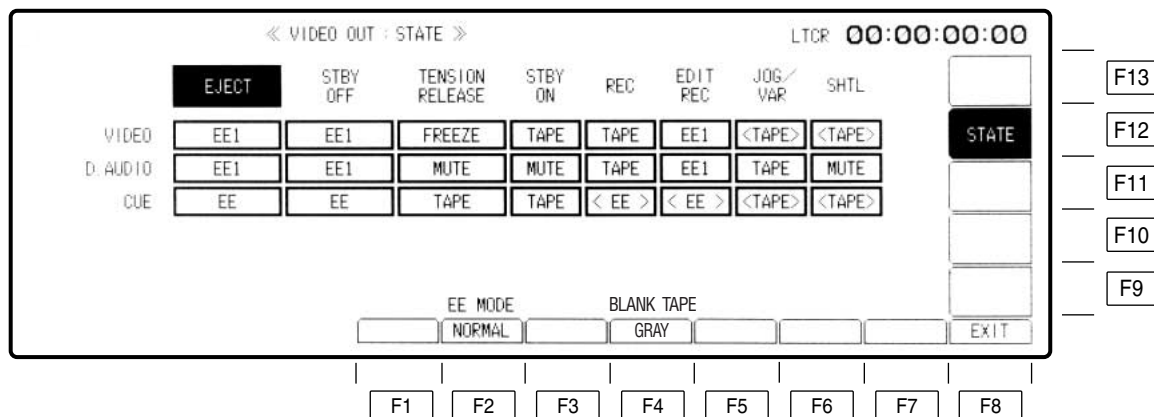 ≪ VIDEO OUT : STATE ≫ LTCR 00:00:00:00
EJECT STBY OFF TENSION RELEASE STBY ON REC EDIT REC JOG/ VAR SHTL
VIDEO EE1 EE1 FREEZE TAPE TAPE EE1 <TAPE> <TAPE>
D.AUDIO EE1 EE1 MUTE MUTE TAPE EE1 TAPE MUTE
CUE EE EE TAPE TAPE < EE > < EE > <TAPE> <TAPE>
EE MODE BLANK TAPE
NORMAL GRAY EXIT
STATE
F13
F12
F11
F10
F9
F1 F2 F3 F4 F5 F6 F7 F8